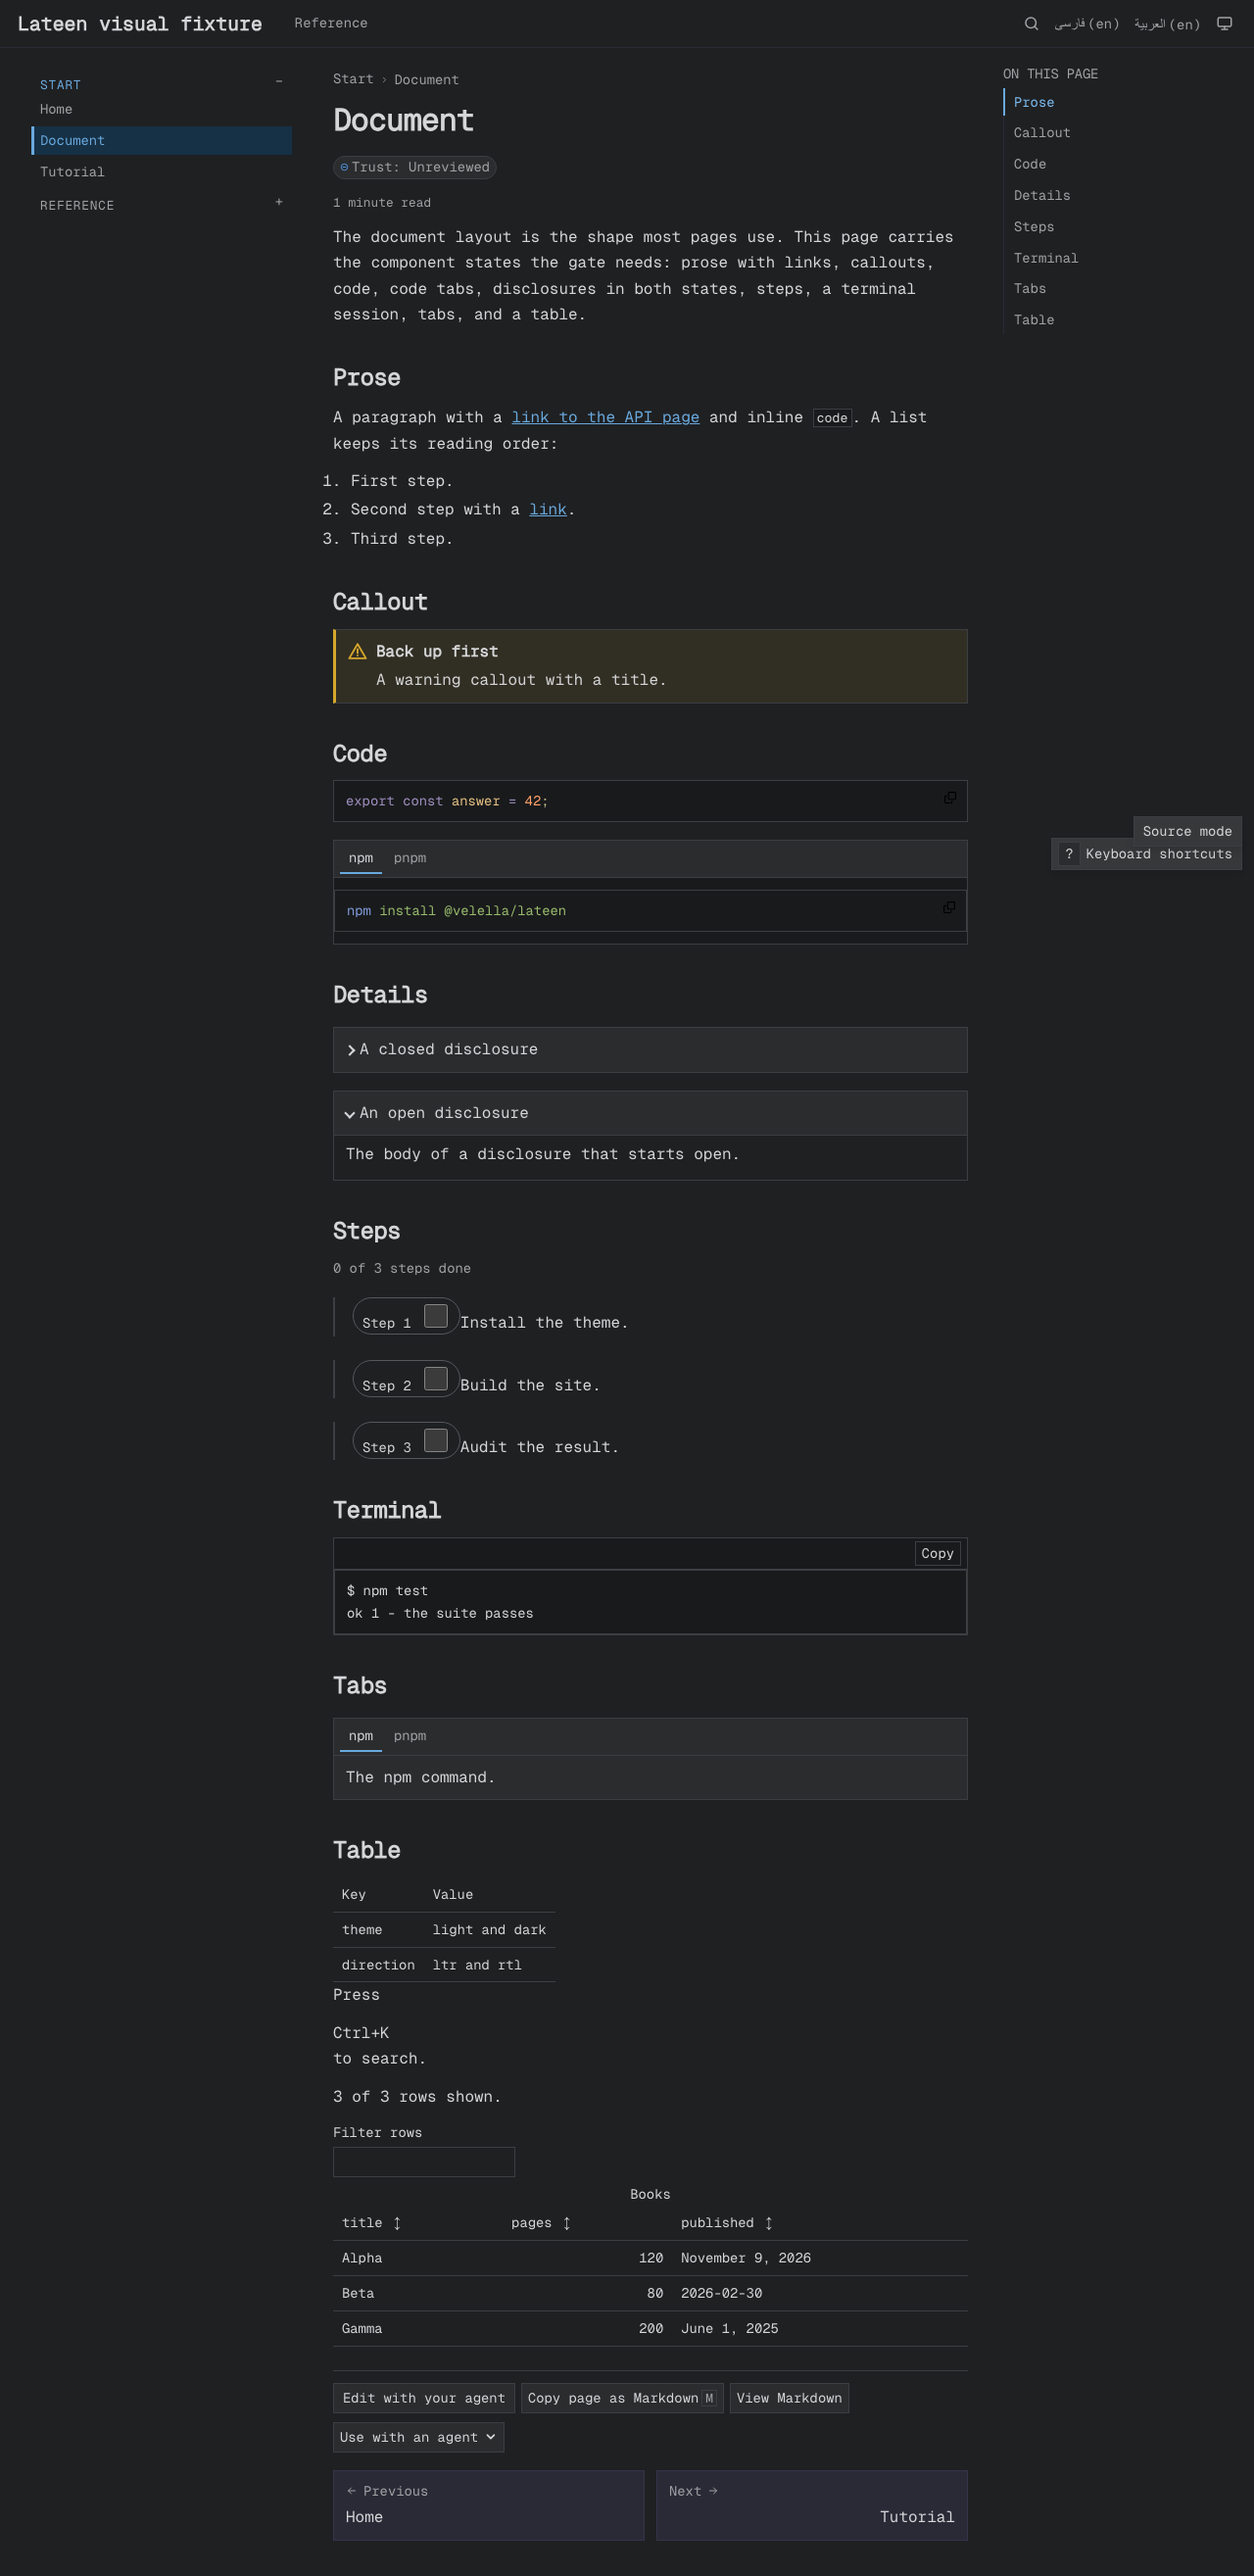 Lateen visual fixture
Reference
فارسی (en)
العربية (en)
START −
Home
Document
Tutorial
REFERENCE +
Start › Document
Document
Trust: Unreviewed
1 minute read
The document layout is the shape most pages use. This page carries
the component states the gate needs: prose with links, callouts,
code, code tabs, disclosures in both states, steps, a terminal
session, tabs, and a table.
Prose
A paragraph with a link to the API page and inline code. A list
keeps its reading order:
1. First step.
2. Second step with a link.
3. Third step.
Callout
Back up first
A warning callout with a title.
Code
export const answer = 42;
npm pnpm
npm install @velella/lateen
Details
A closed disclosure
An open disclosure
The body of a disclosure that starts open.
Steps
0 of 3 steps done
Step 1 Install the theme.
Step 2 Build the site.
Step 3 Audit the result.
Terminal
Copy
$ npm test
ok 1 - the suite passes
Tabs
npm pnpm
The npm command.
Table
Key Value
theme light and dark
direction ltr and rtl
Press
Ctrl+K
to search.
3 of 3 rows shown.
Filter rows
Books
title ↕ pages ↕ published ↕
Alpha 120 November 9, 2026
Beta 80 2026-02-30
Gamma 200 June 1, 2025
Edit with your agent Copy page as Markdown M View Markdown
Use with an agent
← Previous
Home
Next →
Tutorial
ON THIS PAGE
Prose
Callout
Code
Details
Steps
Terminal
Tabs
Table
Source mode
? Keyboard shortcuts